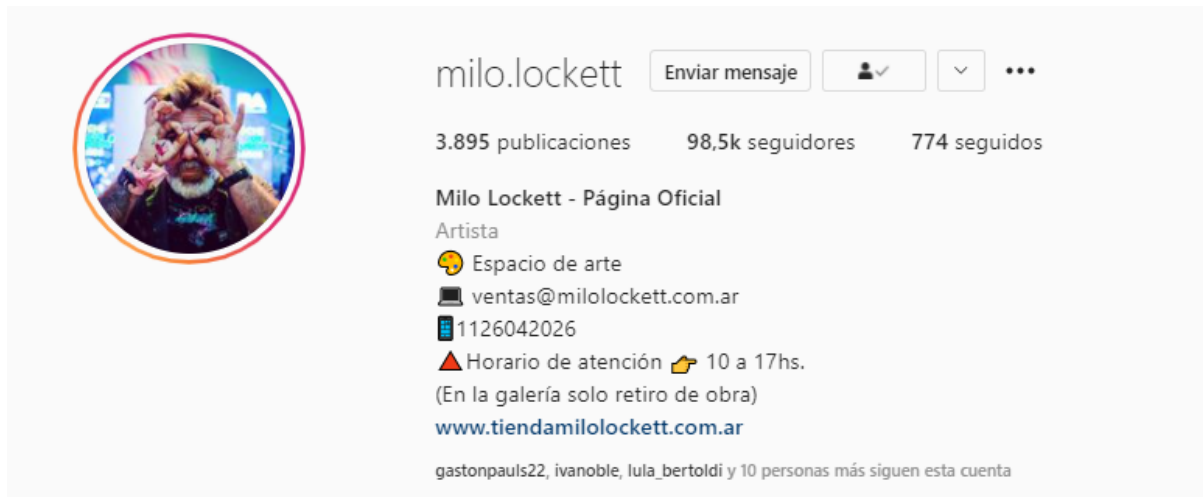 milo.lockett Enviar mensaje
3.895 publicaciones 98,5k seguidores 774 seguidos
Milo Lockett - Página Oficial
Artista
🎨 Espacio de arte
💻 ventas@milolockett.com.ar
📱1126042026
🔺Horario de atención 👉 10 a 17hs.
(En la galería solo retiro de obra)
www.tiendamilolockett.com.ar
gastonpauls22, ivanoble, lula_bertoldi y 10 personas más siguen esta cuenta